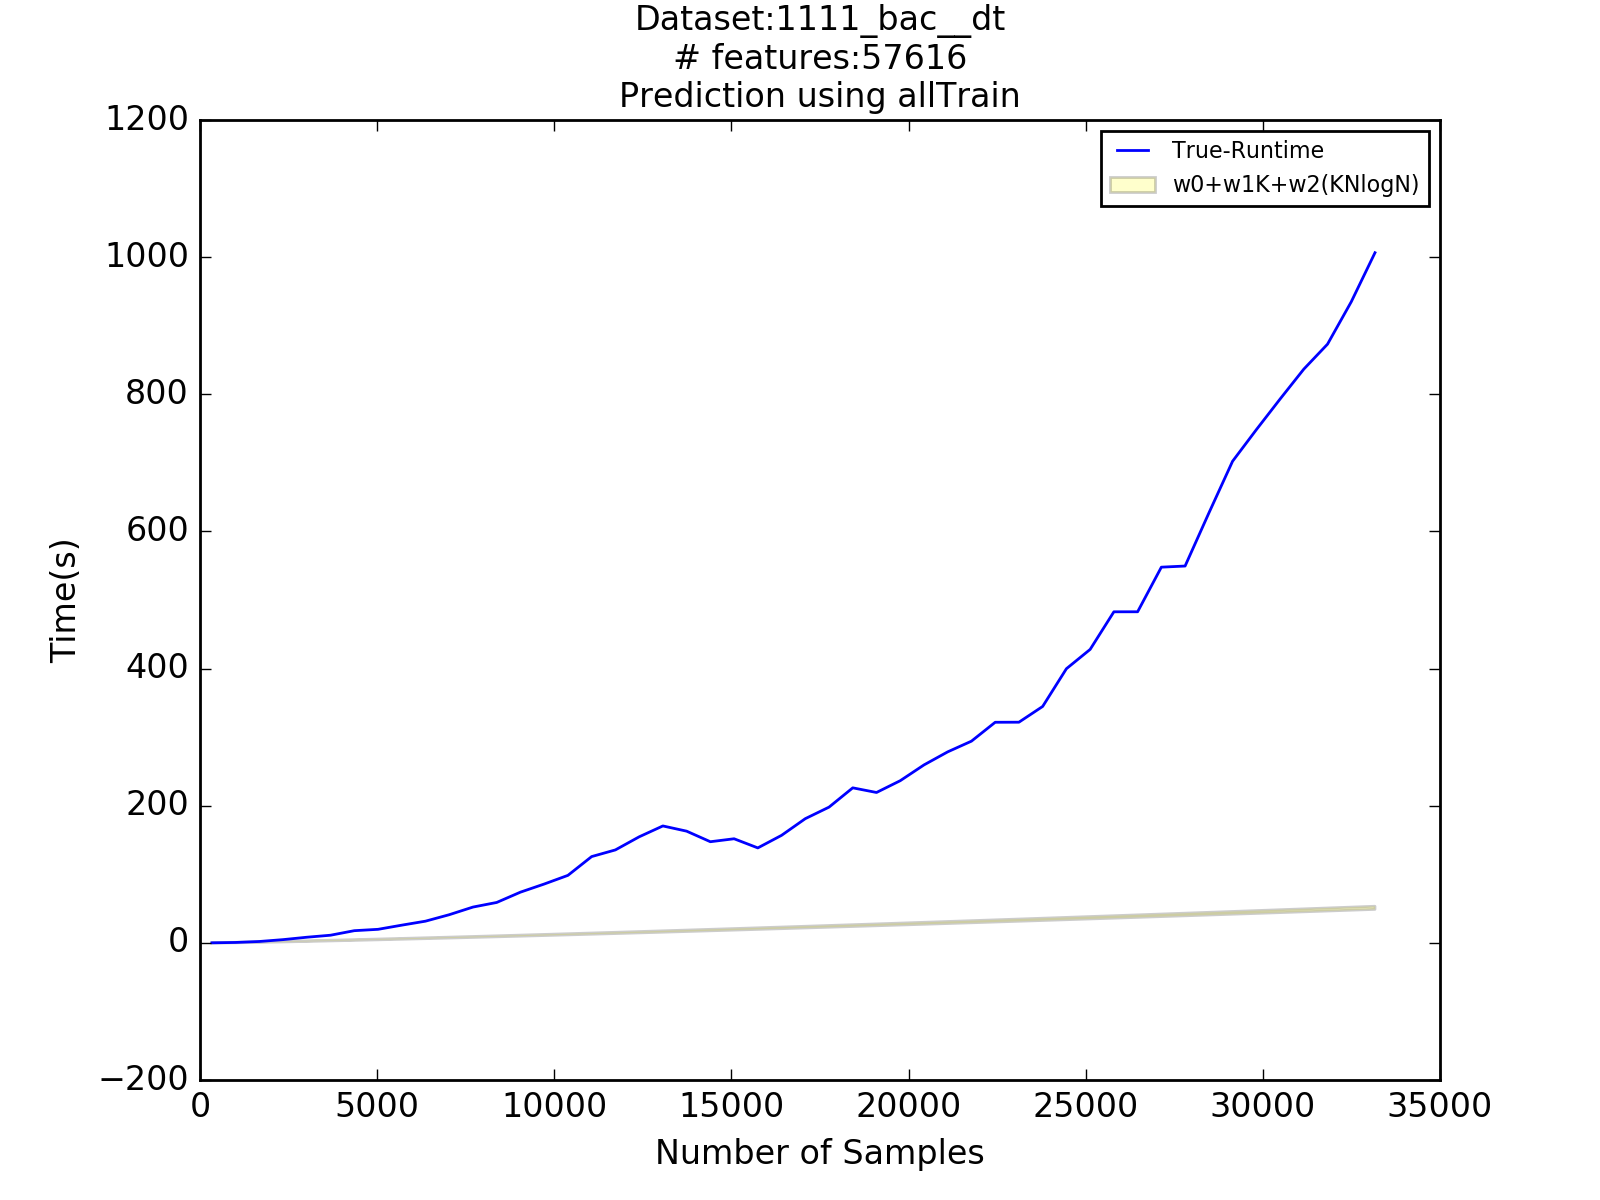 Dataset:1111_bac__dt
# features:57616
Prediction using allTrain
1200
1000
800
600
400
200
0
−200
True-Runtime
w0+w1K+w2(KNlogN)
Time(s)
0 5000 10000 15000 20000 25000 30000 35000
Number of Samples